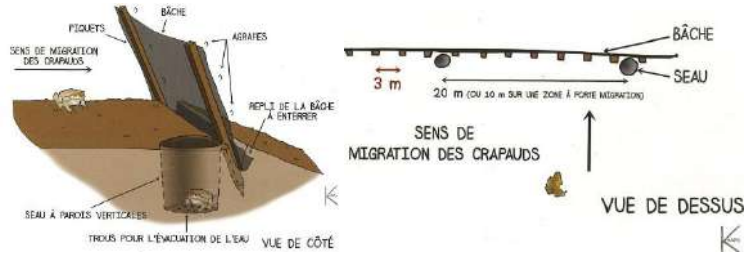 BÂCHE
PIQUETS
AGRAFES
SENS DE MIGRATION
DES CRAPAUDS
REPLI DE LA BÂCHE
À ENTERRER
SEAU À PAROIS VERTICALES
TROUS POUR L'ÉVACUATION DE L'EAU
VUE DE CÔTÉ
BÂCHE
SEAU
3 m
20 m (OU 10 m SUR UNE ZONE À FORTE MIGRATION)
SENS DE
MIGRATION DES CRAPAUDS
VUE DE DESSUS